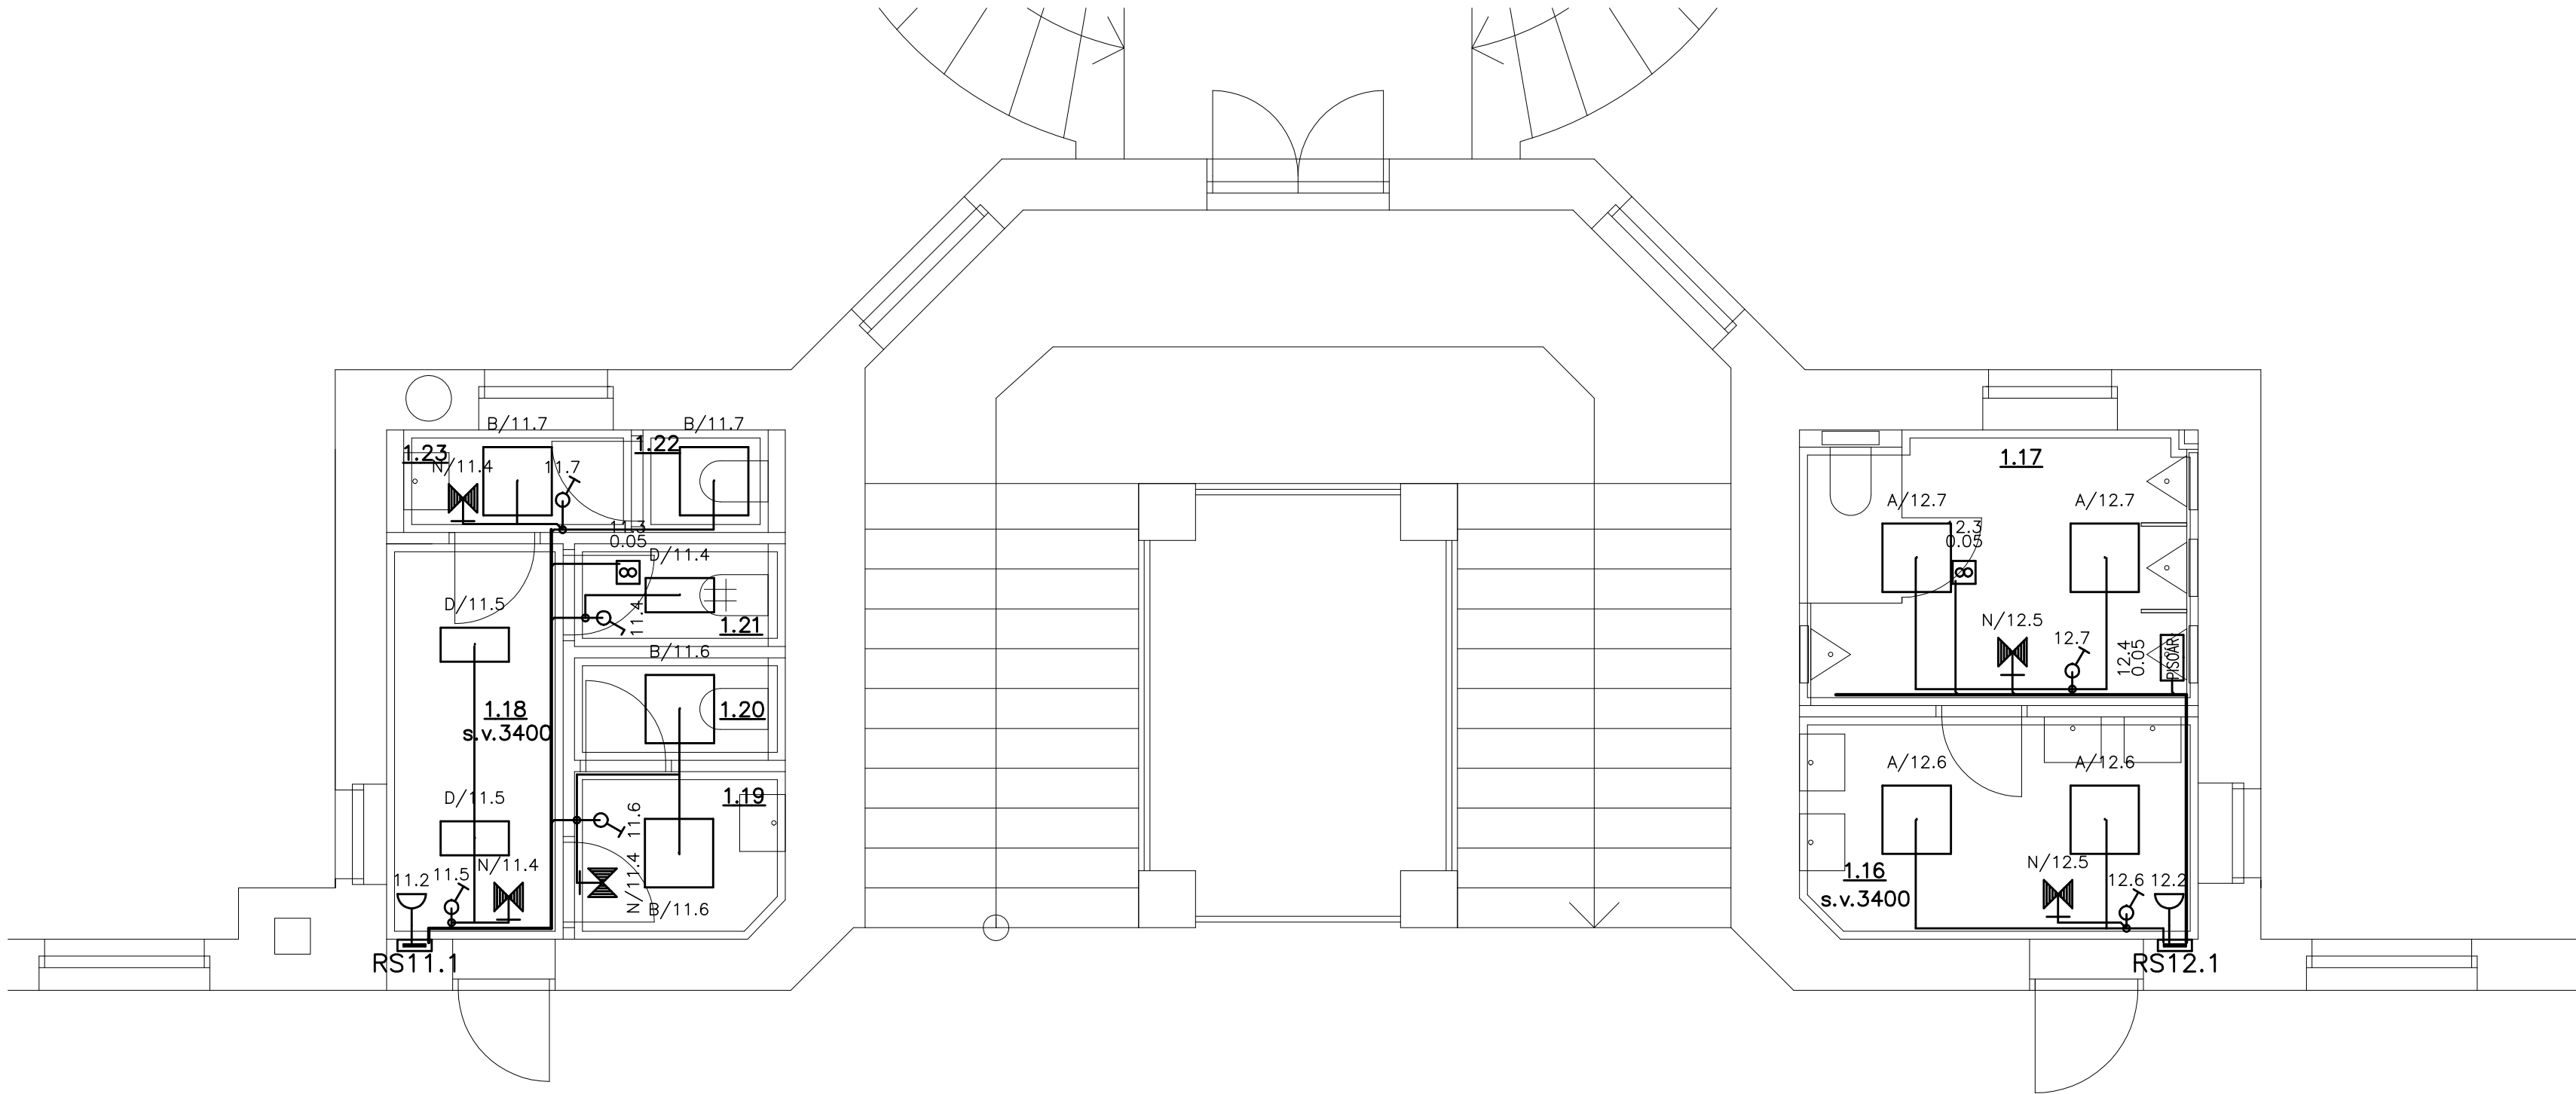 B/11.7
B/11.7
1.23
N/11.4
11.7
1.22
11.3
0.05
D/11.4
11.4
1.21
D/11.5
B/11.6
1.18
s.v.3400
1.20
D/11.5
1.19
11.6
N/11.4
B/11.6
N/11.4
11.5
11.2
RS11.1
1.17
A/12.7
A/12.7
12.3
0.05
N/12.5
12.7
12.4
0.05
PISOÁR
A/12.6
A/12.6
1.16
s.v.3400
N/12.5
12.6
12.2
RS12.1